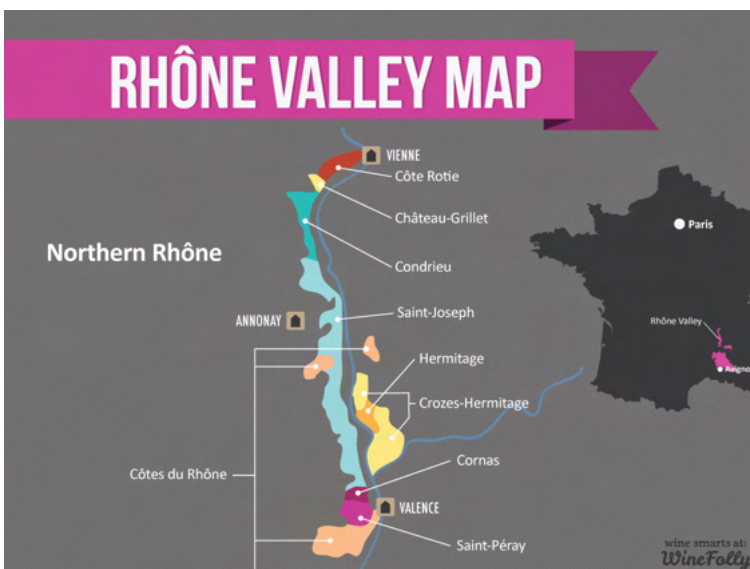 RHÔNE VALLEY MAP
VIENNE
Côte Rotie
Château-Grillet
Paris
Northern Rhône
Condrieu
Saint-Joseph
ANNONAY
Rhône Valley
Hermitage
Avigno
Crozes-Hermitage
Cornas
Côtes du Rhône
VALENCE
Saint-Péray
wine smarts at:
WineFolly